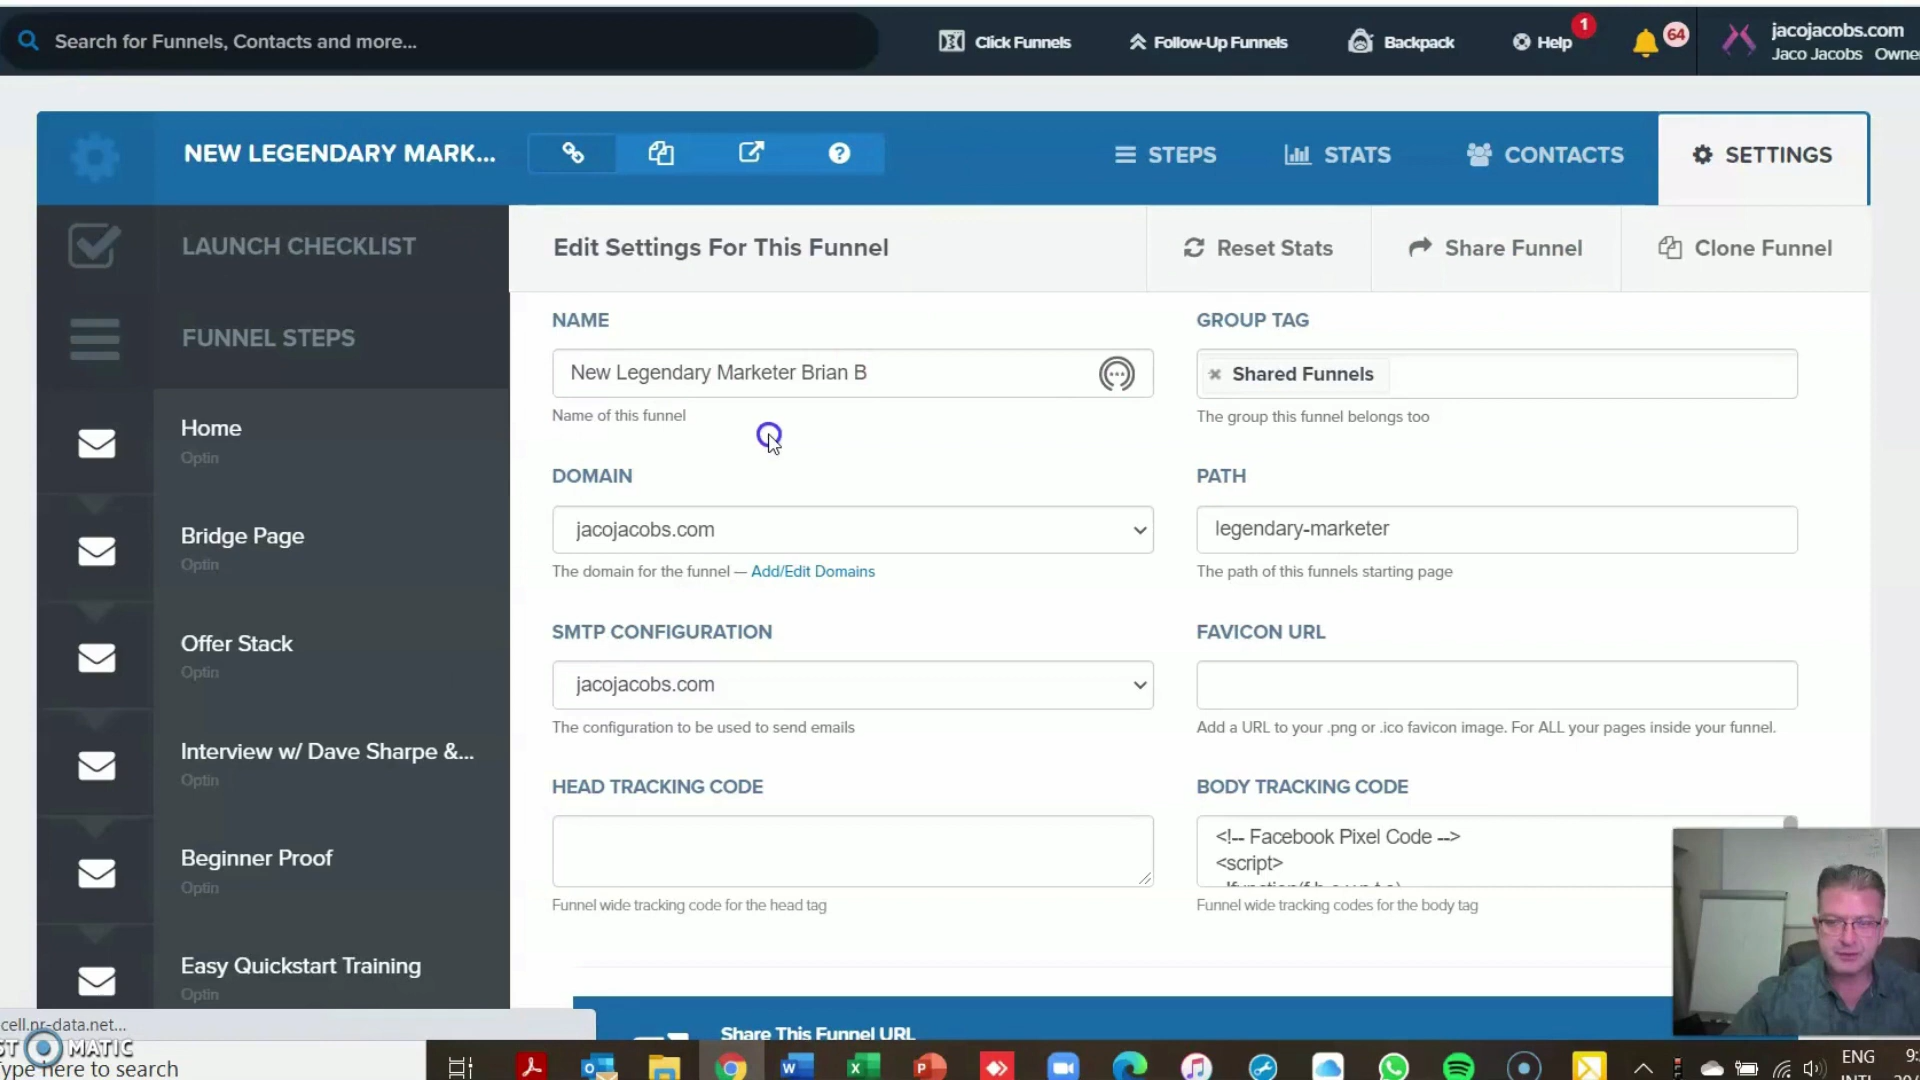 Search for Funnels, Contacts and more...
Click Funnels
Follow-Up Funnels
Backpack
Help
1
64
jacojacobs.com
Jaco Jacobs Owne
NEW LEGENDARY MARK...
STEPS
STATS
CONTACTS
SETTINGS
LAUNCH CHECKLIST
Edit Settings For This Funnel
Reset Stats
Share Funnel
Clone Funnel
FUNNEL STEPS
NAME
GROUP TAG
New Legendary Marketer Brian B
× Shared Funnels
Name of this funnel
The group this funnel belongs too
Home
Optin
DOMAIN
PATH
Bridge Page
Optin
jacojacobs.com
legendary-marketer
The domain for the funnel — Add/Edit Domains
The path of this funnels starting page
Offer Stack
Optin
SMTP CONFIGURATION
FAVICON URL
jacojacobs.com
The configuration to be used to send emails
Add a URL to your .png or .ico favicon image. For ALL your pages inside your funnel.
Interview w/ Dave Sharpe &...
Optin
HEAD TRACKING CODE
BODY TRACKING CODE
<!-- Facebook Pixel Code -->
<script>
Beginner Proof
Optin
Funnel wide tracking code for the head tag
Funnel wide tracking codes for the body tag
Easy Quickstart Training
Optin
cell.nr-data.net...
Share This Funnel URL
MATIC
ype here to search
ENG